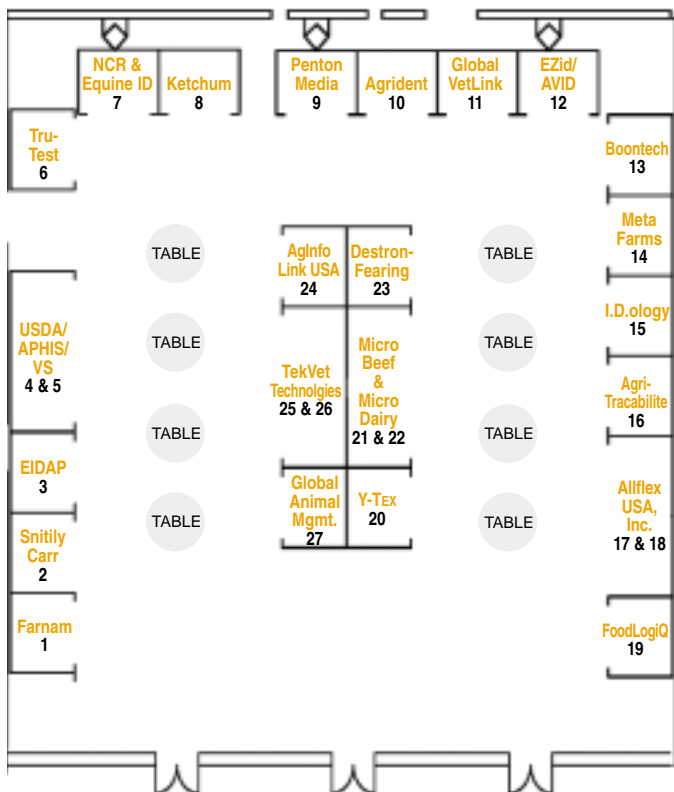 NCR &
Equine ID
7
Ketchum
8
Penton
Media
9
Agrident
10
Global
VetLink
11
EZid/
AVID
12
Tru-
Test
6
Boontech
13
Meta
Farms
14
TABLE
TABLE
AgInfo
Link USA
24
Destron-
Fearing
23
I.D.ology
15
USDA/
APHIS/
VS
4 & 5
TABLE
TABLE
TekVet
Technolgies
25 & 26
Micro
Beef
&
Micro
Dairy
21 & 22
Agri-
Tracabilite
16
TABLE
TABLE
EIDAP
3
Global
Animal
Mgmt.
27
Y-TEX
20
Allflex
USA,
Inc.
17 & 18
TABLE
TABLE
Snitily
Carr
2
Farnam
1
FoodLogiQ
19